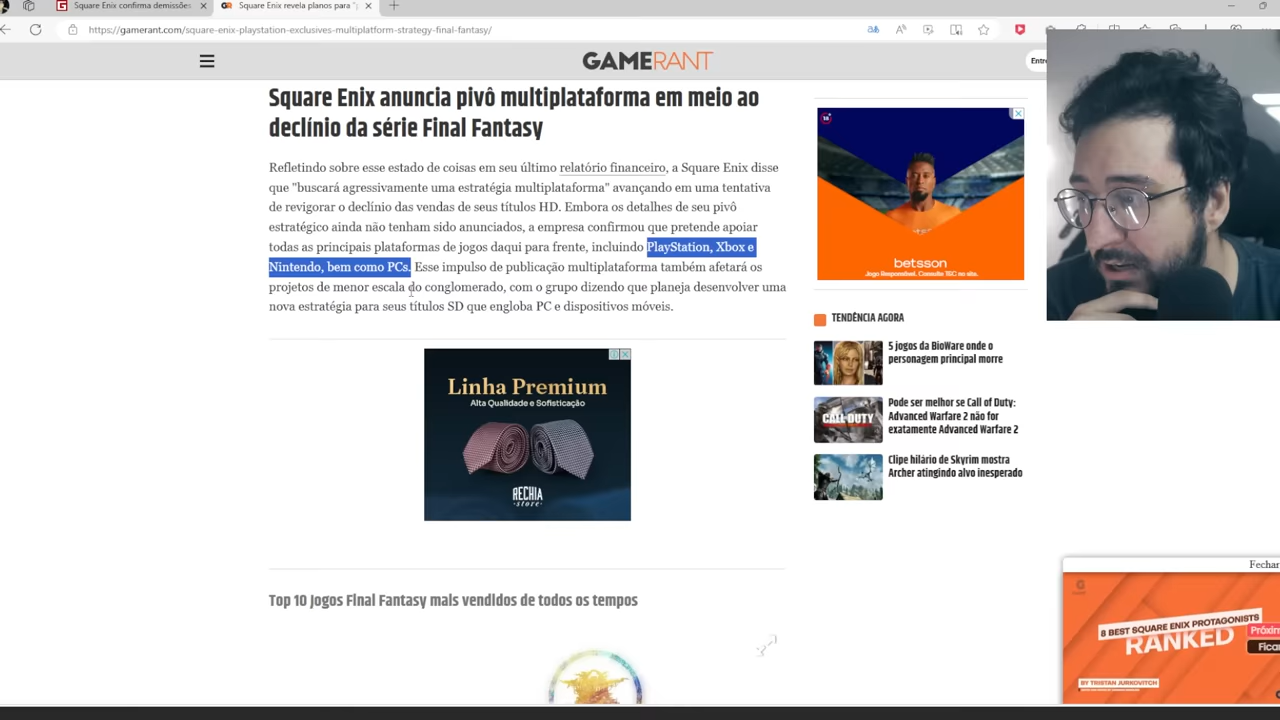 Square Enix confirma demissões
Square Enix revela planos para "p
https://gamerant.com/square-enix-playstation-exclusives-multiplatform-strategy-final-fantasy/
GAMERANT
Entre
Square Enix anuncia pivô multiplataforma em meio ao
declínio da série Final Fantasy
Refletindo sobre esse estado de coisas em seu último relatório financeiro, a Square Enix disse
que "buscará agressivamente uma estratégia multiplataforma" avançando em uma tentativa
de revigorar o declínio das vendas de seus títulos HD. Embora os detalhes de seu pivô
estratégico ainda não tenham sido anunciados, a empresa confirmou que pretende apoiar
todas as principais plataformas de jogos daqui para frente, incluindo PlayStation, Xbox e
Nintendo, bem como PCs. Esse impulso de publicação multiplataforma também afetará os
projetos de menor escala do conglomerado, com o grupo dizendo que planeja desenvolver uma
nova estratégia para seus títulos SD que engloba PC e dispositivos móveis.
18
betsson
Jogo Responsável. Consulte TEC no site.
TENDÊNCIA AGORA
5 jogos da BioWare onde o
personagem principal morre
CALL OF DUTY
Pode ser melhor se Call of Duty:
Advanced Warfare 2 não for
exatamente Advanced Warfare 2
Clipe hilário de Skyrim mostra
Archer atingindo alvo inesperado
Linha Premium
Alta Qualidade e Sofisticação
RECHIA
store
Top 10 Jogos Final Fantasy mais vendidos de todos os tempos
Fechar
8 BEST SQUARE ENIX PROTAGONISTS
RANKED
Próxim
Ficar
BY TRISTAN JURKOVITCH